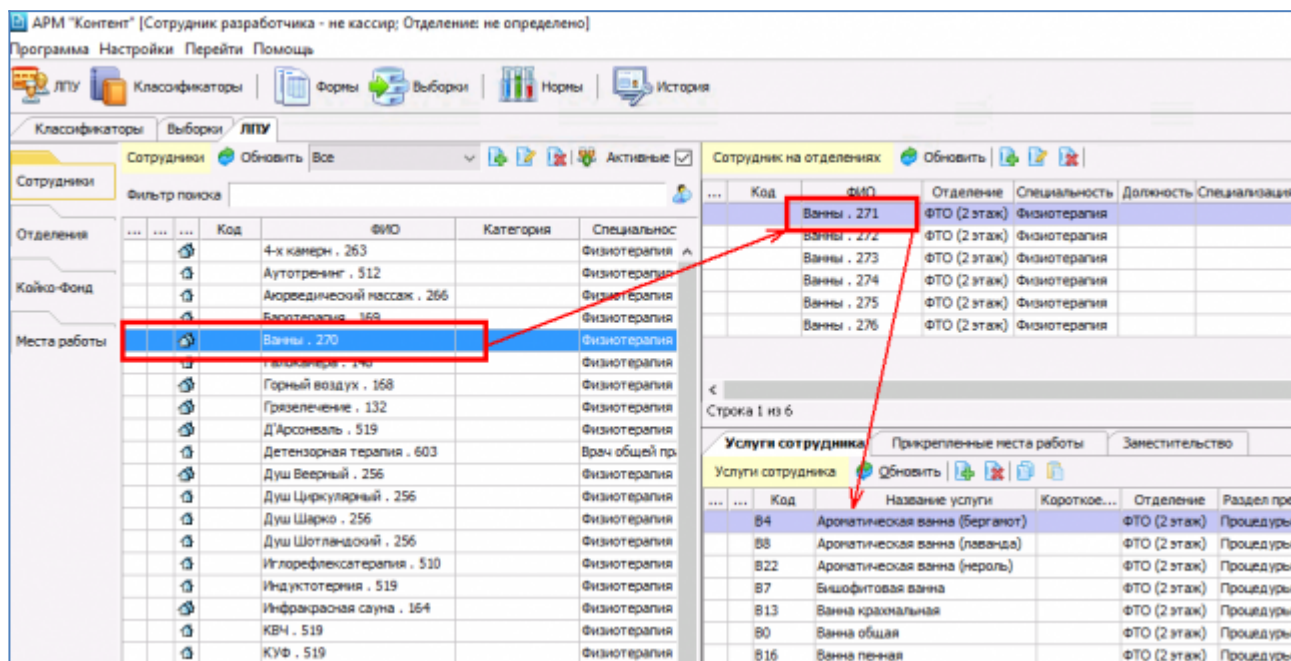 АРМ "Контент" [Сотрудник разработчика - не кассир; Отделение: не определено]
Программа Настройки Перейти Помощь
ЛПУ Классификаторы Формы Выборки Нормы История
Классификаторы Выборки ЛПУ
Сотрудники
Отделения
Койко-Фонд
Места работы
Сотрудники Обновить Все Активные
Фильтр поиска
... ... ... Код ФИО Категория Специальнос
4-х камерн . 263 Физиотерапия
Аутотренинг . 512 Физиотерапия
Аюрведический массаж . 266 Физиотерапия
Баротерапия . 169 Физиотерапия
Ванны . 270 Физиотерапия
Галокамера . 140 Физиотерапия
Горный воздух . 168 Физиотерапия
Грязелечение . 132 Физиотерапия
Д'Арсонваль . 519 Физиотерапия
Детензорная терапия . 603 Врач общей пр
Душ Веерный . 256 Физиотерапия
Душ Циркулярный . 256 Физиотерапия
Душ Шарко . 256 Физиотерапия
Душ Шотландский . 256 Физиотерапия
Иглорефлексатерапия . 510 Физиотерапия
Индуктотермия . 519 Физиотерапия
Инфракрасная сауна . 164 Физиотерапия
КВЧ . 519 Физиотерапия
КУФ . 519 Физиотерапия
Сотрудник на отделениях Обновить
... Код ФИО Отделение Специальность Должность Специализация
Ванны . 271 ФТО (2 этаж) Физиотерапия
Ванны . 272 ФТО (2 этаж) Физиотерапия
Ванны . 273 ФТО (2 этаж) Физиотерапия
Ванны . 274 ФТО (2 этаж) Физиотерапия
Ванны . 275 ФТО (2 этаж) Физиотерапия
Ванны . 276 ФТО (2 этаж) Физиотерапия
Строка 1 из 6
Услуги сотрудника Прикрепленные места работы Заместительство
Услуги сотрудника Обновить
... ... Код Название услуги Короткое... Отделение Раздел пре
B4 Ароматическая ванна (бергамот) ФТО (2 этаж) Процедуры
B8 Ароматическая ванна (лаванда) ФТО (2 этаж) Процедуры
B22 Ароматическая ванна (нероль) ФТО (2 этаж) Процедуры
B7 Бишофитовая ванна ФТО (2 этаж) Процедуры
B13 Ванна крахмальная ФТО (2 этаж) Процедуры
B0 Ванна общая ФТО (2 этаж) Процедуры
B16 Ванна пенная ФТО (2 этаж) Процедуры